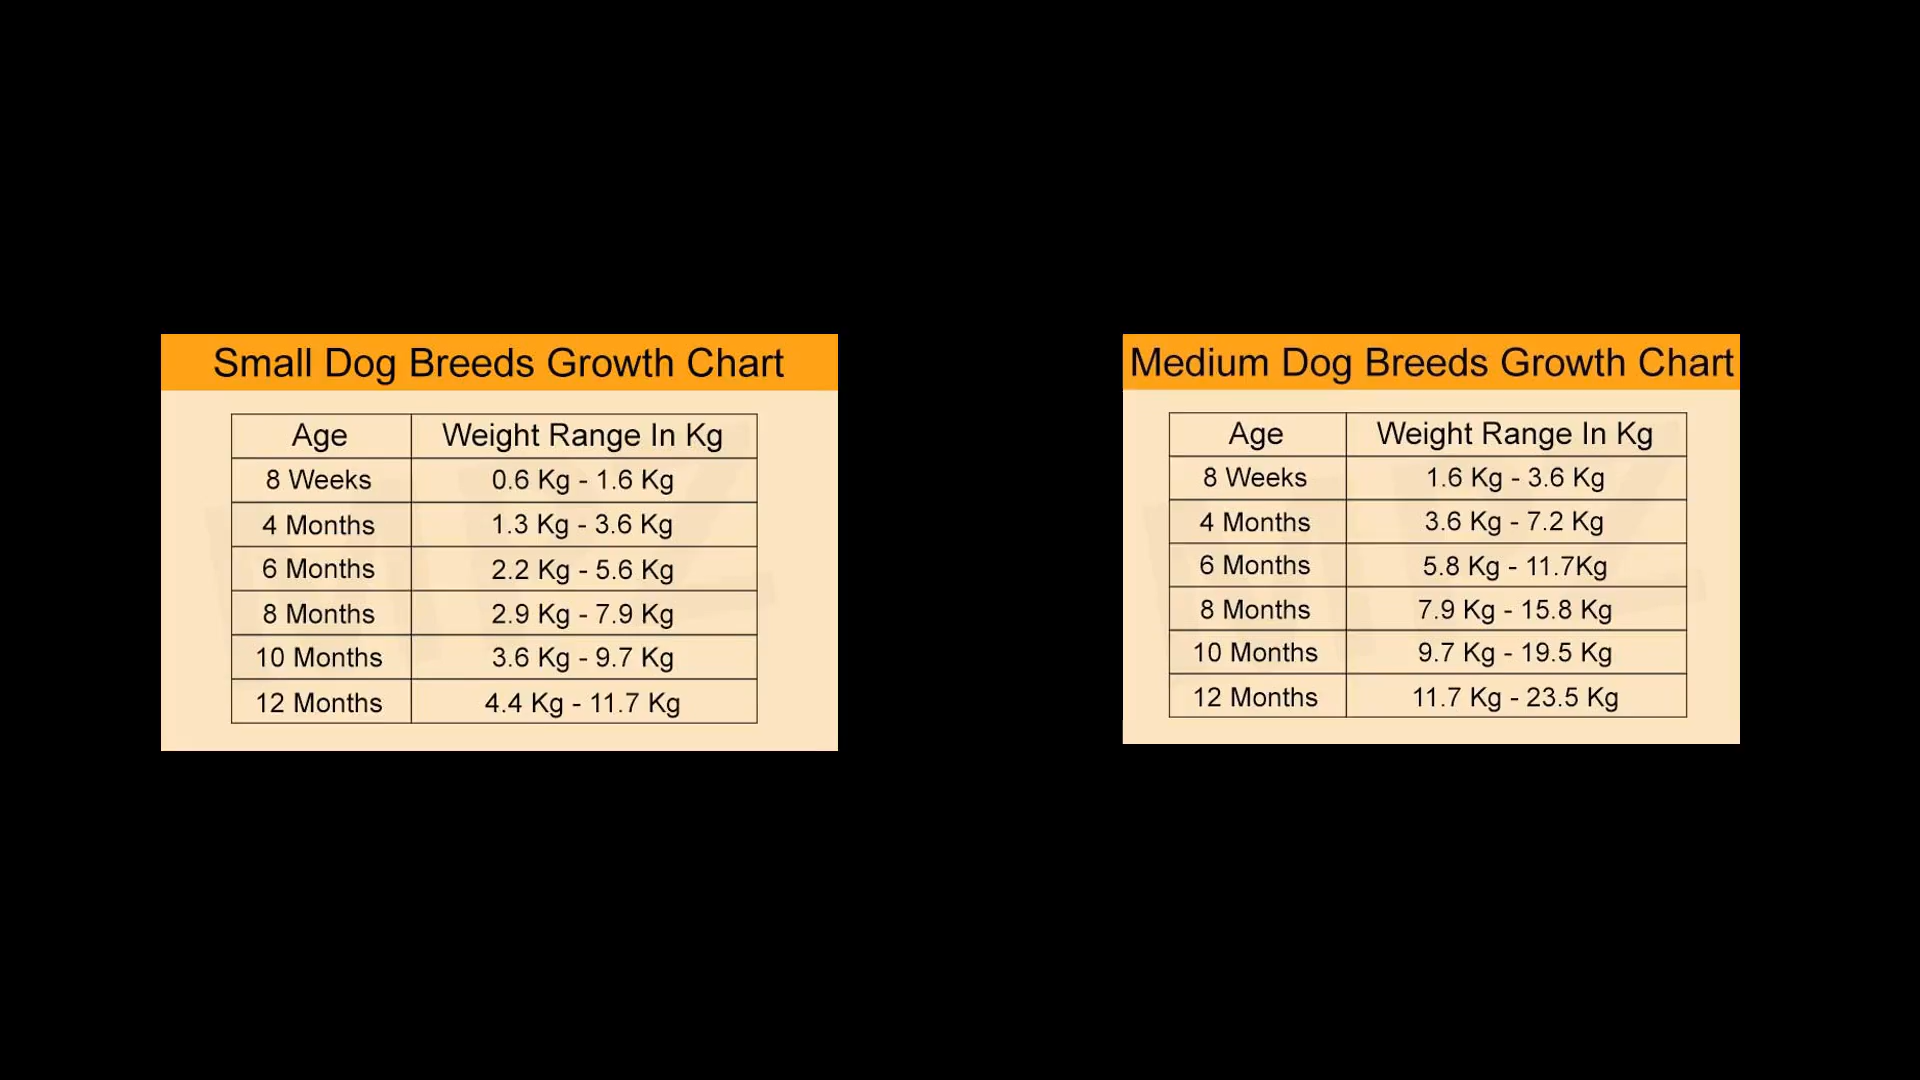 Small Dog Breeds Growth Chart
Age Weight Range In Kg
8 Weeks 0.6 Kg - 1.6 Kg
4 Months 1.3 Kg - 3.6 Kg
6 Months 2.2 Kg - 5.6 Kg
8 Months 2.9 Kg - 7.9 Kg
10 Months 3.6 Kg - 9.7 Kg
12 Months 4.4 Kg - 11.7 Kg
Medium Dog Breeds Growth Chart
Age Weight Range In Kg
8 Weeks 1.6 Kg - 3.6 Kg
4 Months 3.6 Kg - 7.2 Kg
6 Months 5.8 Kg - 11.7Kg
8 Months 7.9 Kg - 15.8 Kg
10 Months 9.7 Kg - 19.5 Kg
12 Months 11.7 Kg - 23.5 Kg